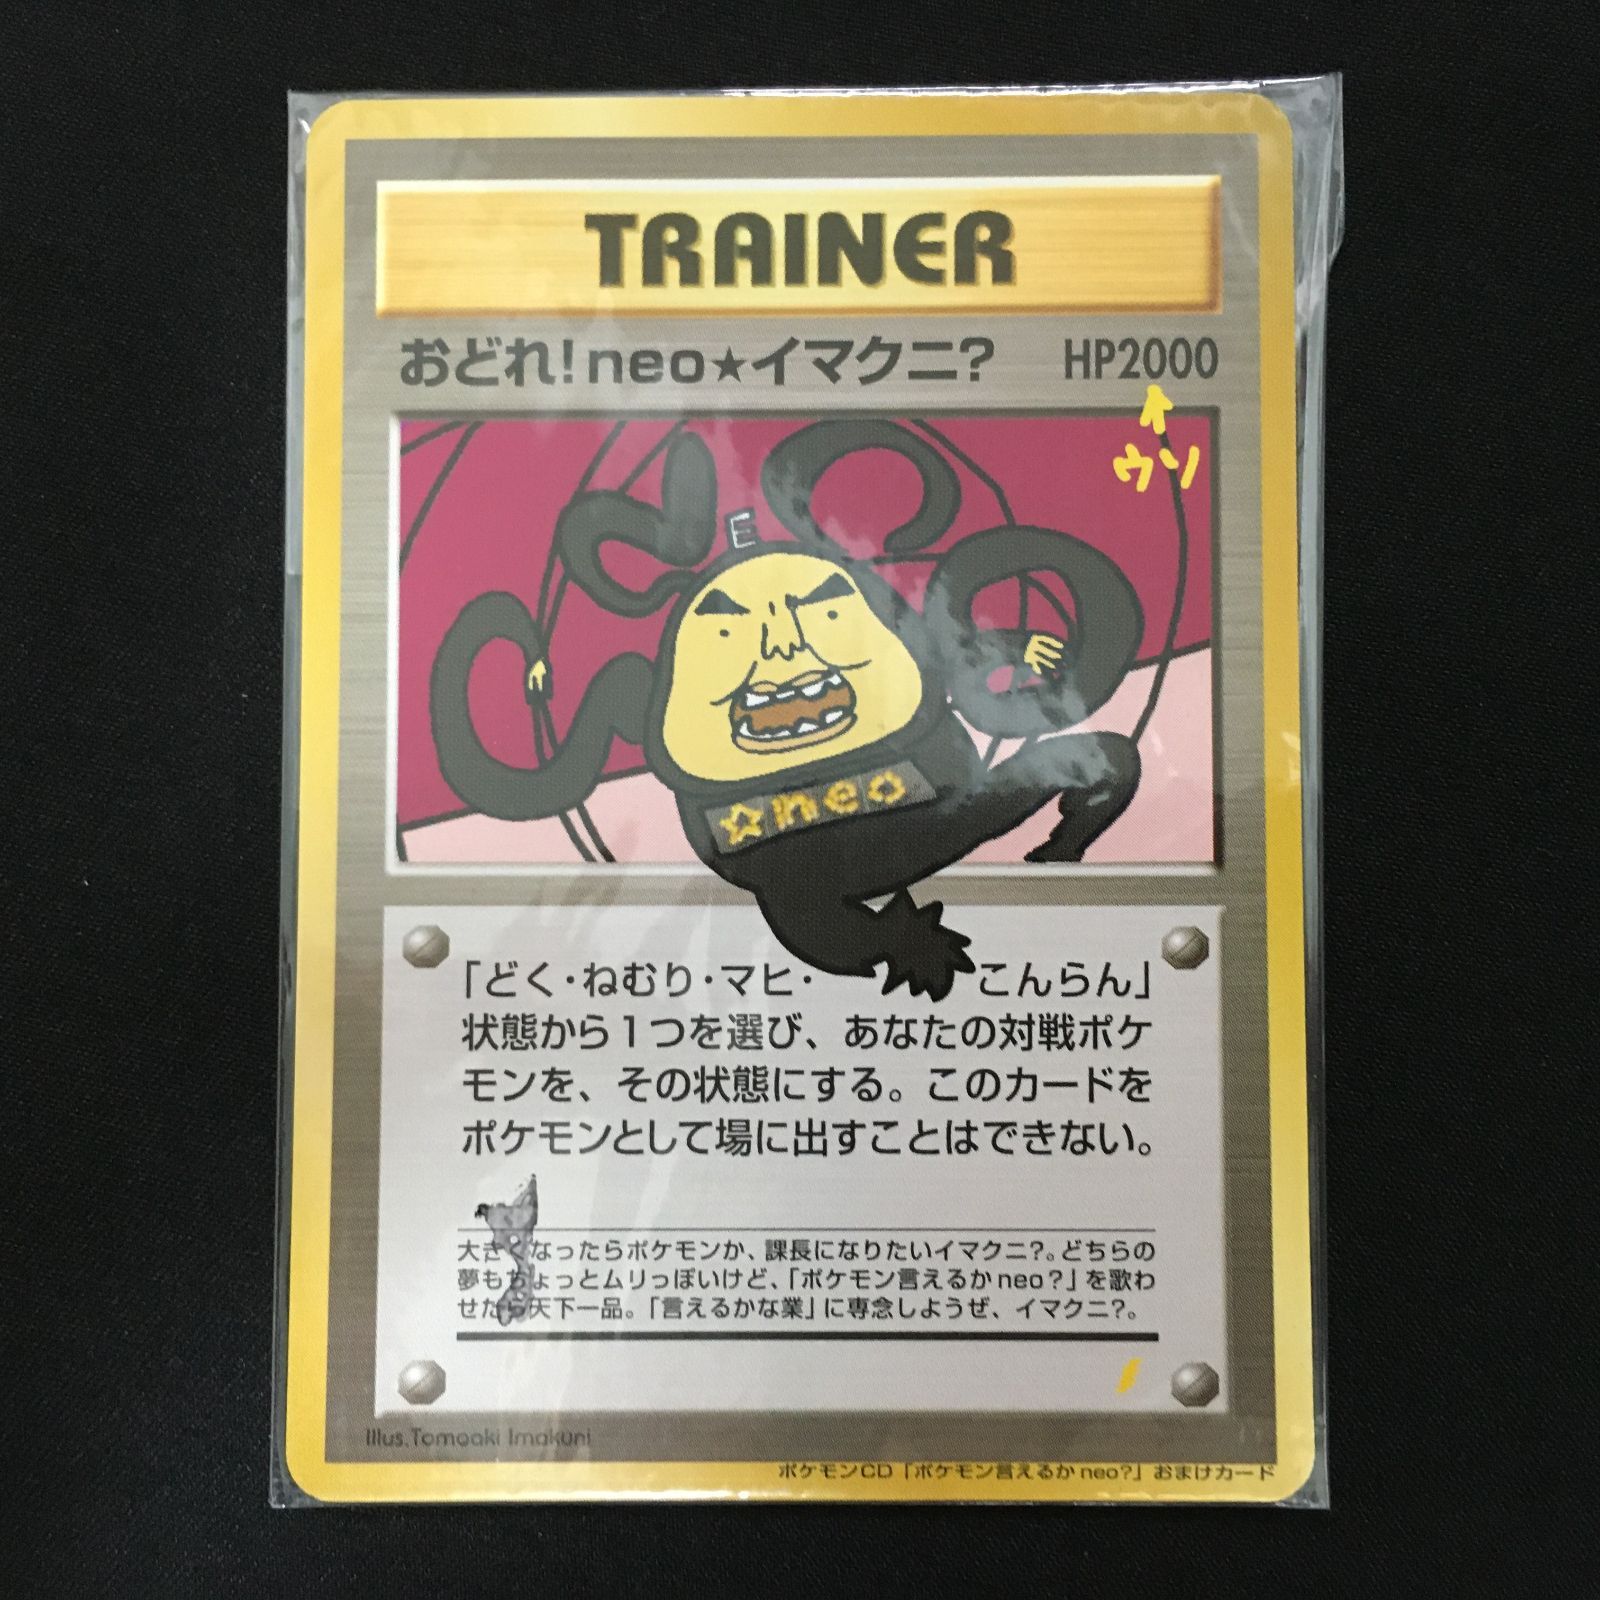 TRAINER
おどれ!neo★イマクニ? HP2000
↑
ウソ
E
☆neo
「どく・ねむり・マヒ・ こんらん」
状態から1つを選び、あなたの対戦ポケ
モンを、その状態にする。このカードを
ポケモンとして場に出すことはできない。
大きくなったらポケモンか、課長になりたいイマクニ?。どちらの
夢もちょっとムリっぽいけど、「ポケモン言えるかneo?」を歌わ
せたら天下一品。「言えるかな業」に専念しようぜ、イマクニ?。
Illus.Tomoaki Imakuni
ポケモンCD「ポケモン言えるかneo?」おまけカード